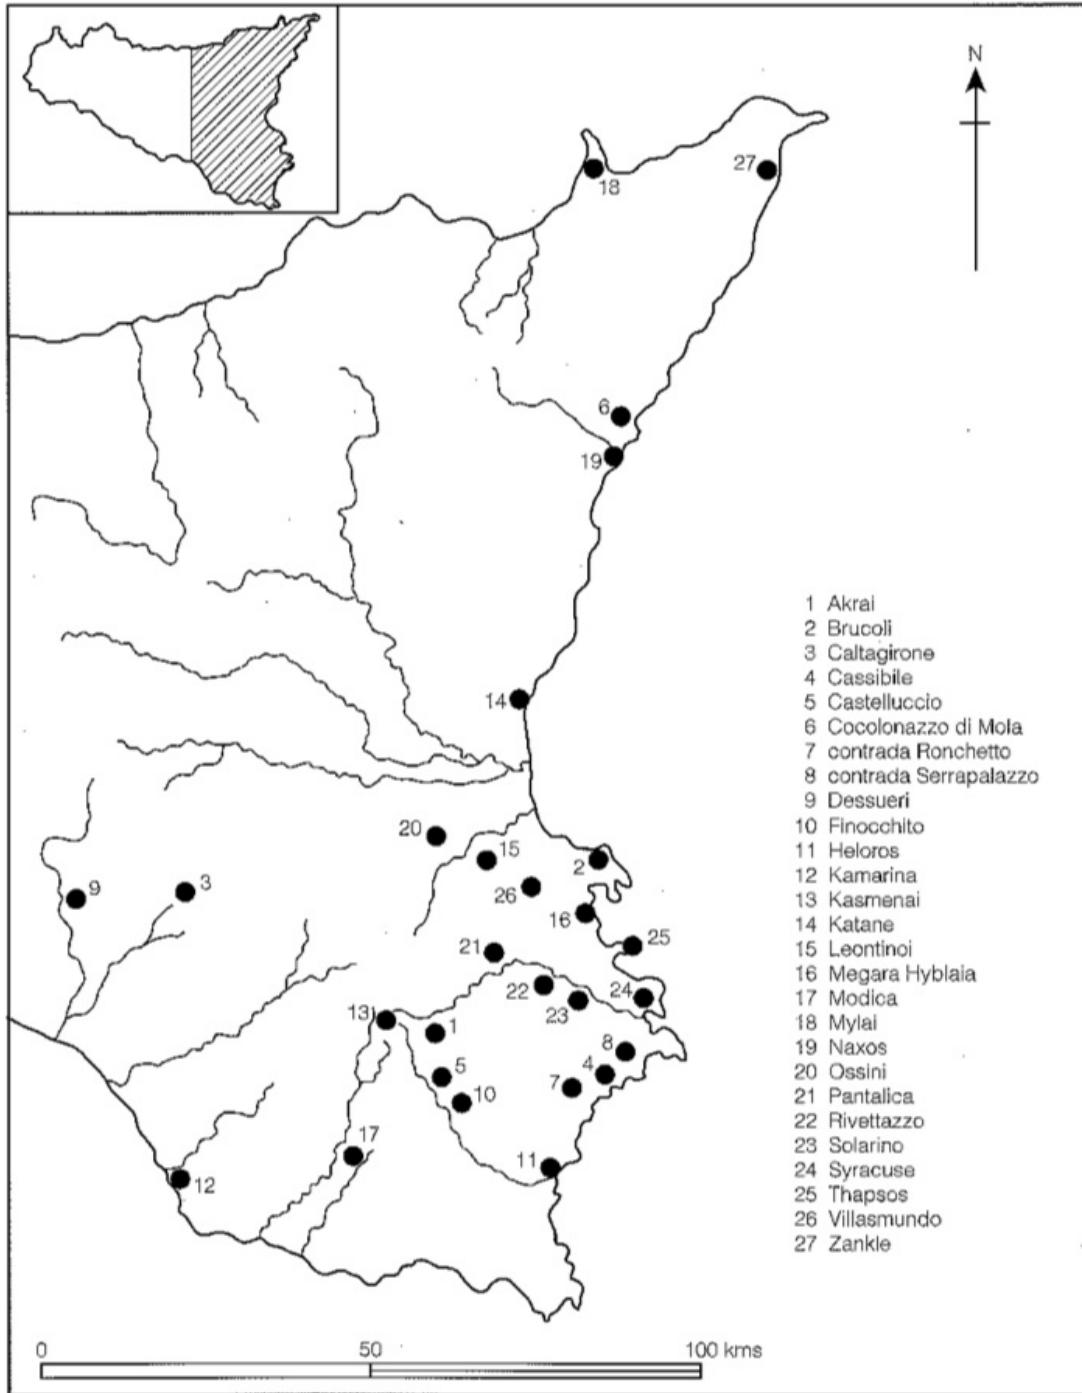 N
27
18
6
19
14
20
15
2
26
9
3
16
25
21
22
24
23
13
1
8
5
4
7
10
17
11
12
1 Akrai
2 Brucoli
3 Caltagirone
4 Cassibile
5 Castelluccio
6 Cocolonazzo di Mola
7 contrada Ronchetto
8 contrada Serrapalazzo
9 Dessueri
10 Finocchito
11 Heloros
12 Kamarina
13 Kasmenai
14 Katane
15 Leontinoi
16 Megara Hyblaia
17 Modica
18 Mylai
19 Naxos
20 Ossini
21 Pantalica
22 Rivettazzo
23 Solarino
24 Syracuse
25 Thapsos
26 Villasmundo
27 Zankle
0 50 100 kms